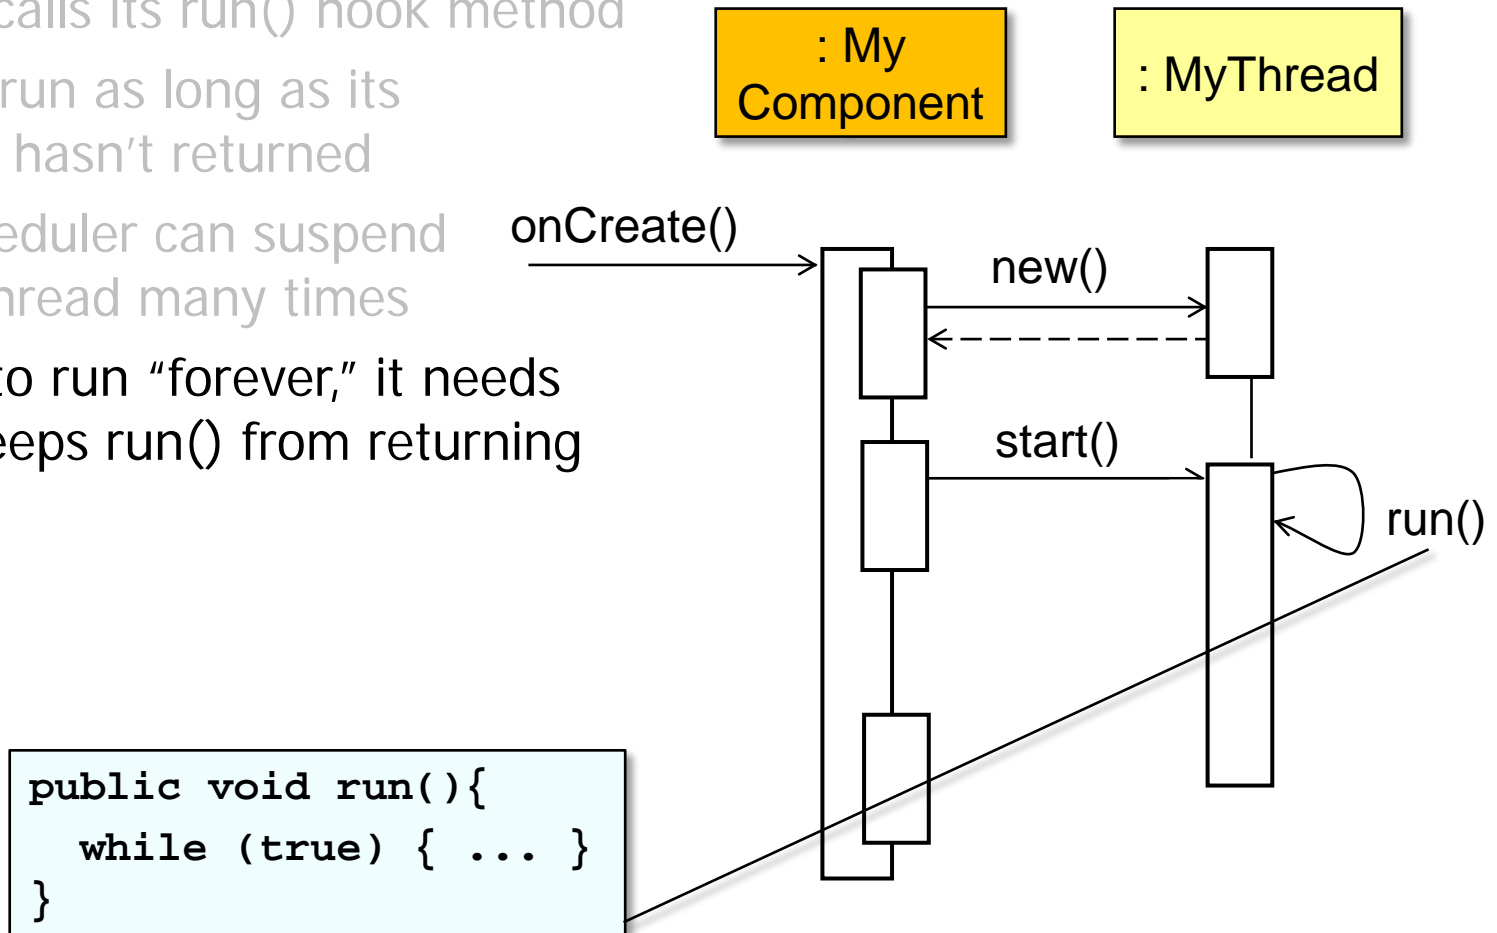 calls its run() hook method
run as long as its
hasn't returned
eduler can suspend
hread many times
to run “forever,” it needs
eeps run() from returning
: My
Component
: MyThread
onCreate()
new()
start()
run()
public void run(){
while (true) { ... }
}